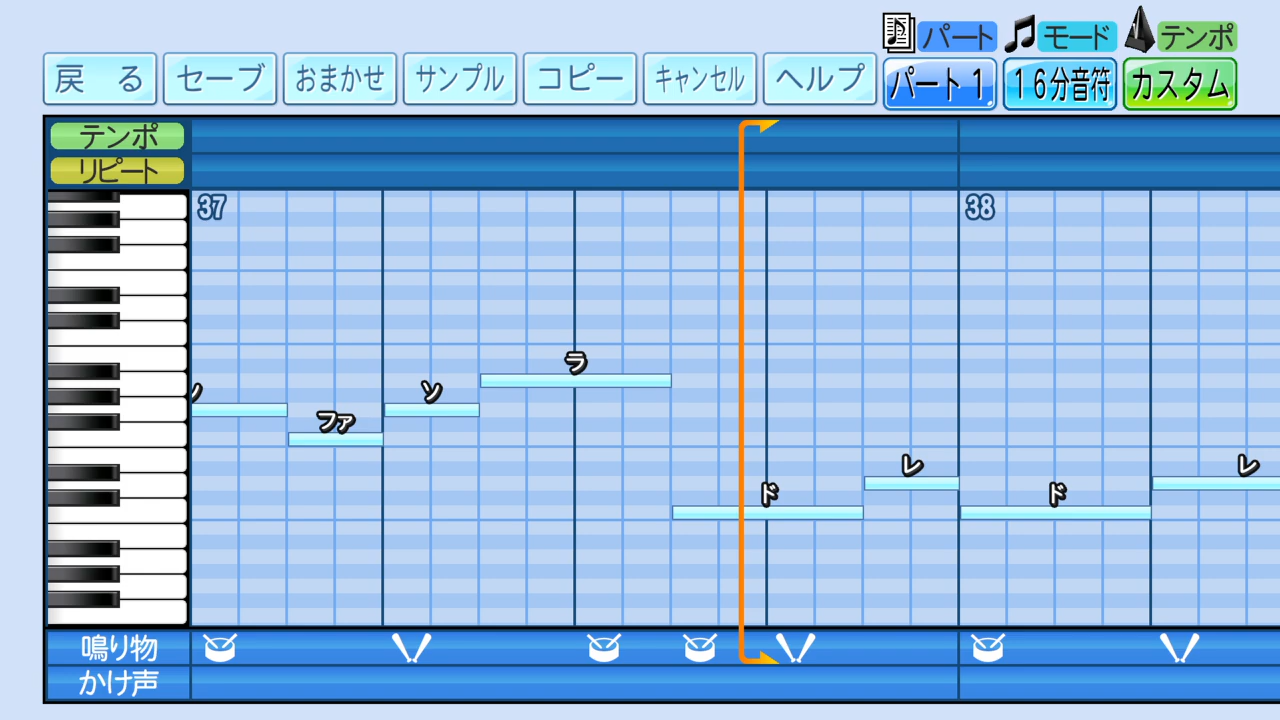 パート モード テンポ
戻る セーブ おまかせ サンプル コピー キャンセル ヘルプ パート1 16分音符 カスタム
テンポ
リピート
37 38
ラ
ソ
ファ
レ レ
ド ド
鳴り物
かけ声